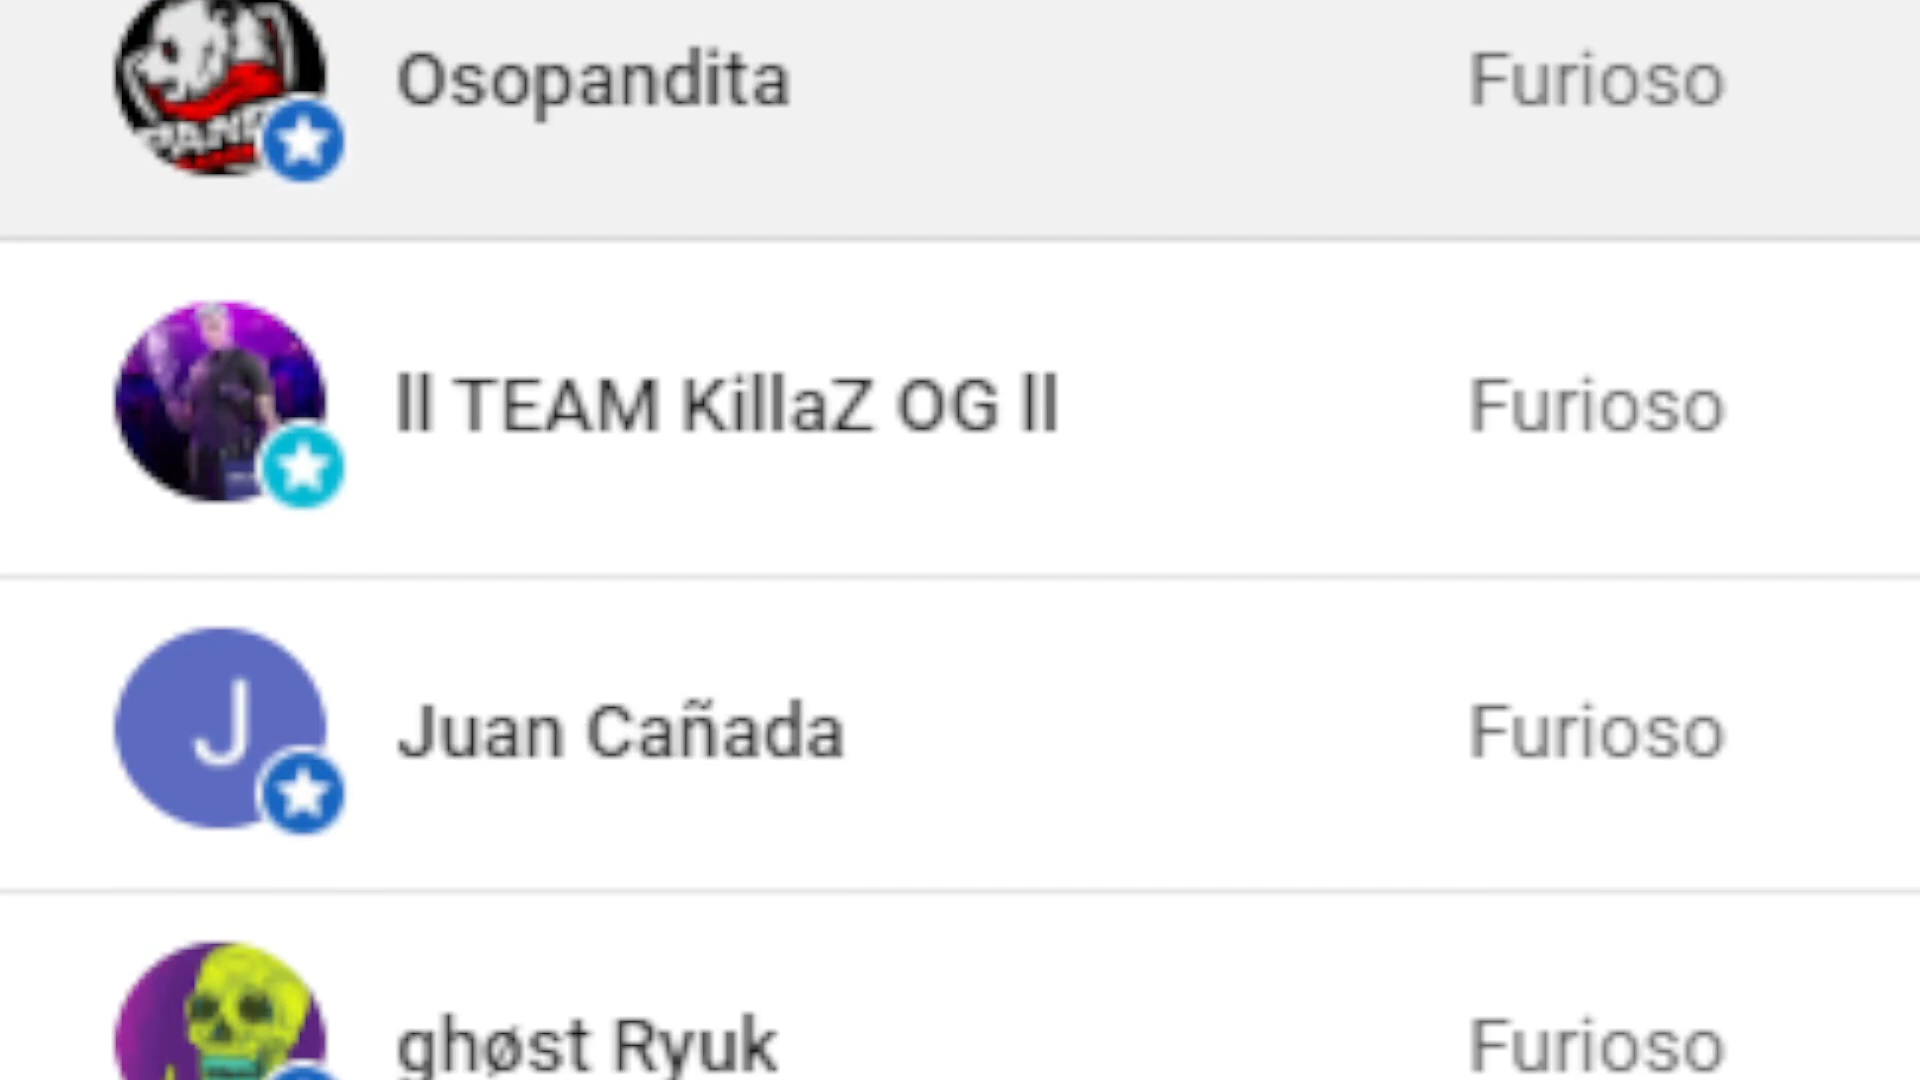 Osopandita Furioso
ll TEAM KillaZ OG ll Furioso
J Juan Cañada Furioso
ghøst Ryuk Furioso